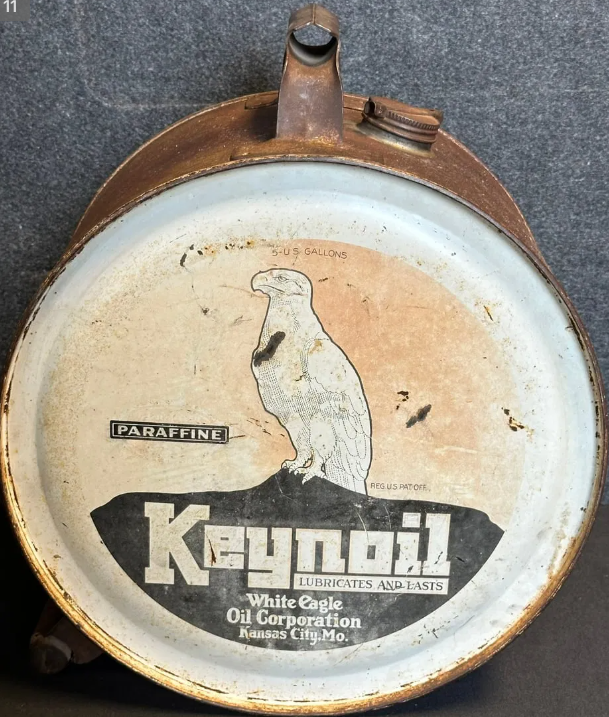 11
5-U.S. GALLONS
PARAFFINE
REG.U.S.PAT.OFF.
Keynoil
LUBRICATES AND LASTS
White Eagle
Oil Corporation
Kansas City, Mo.